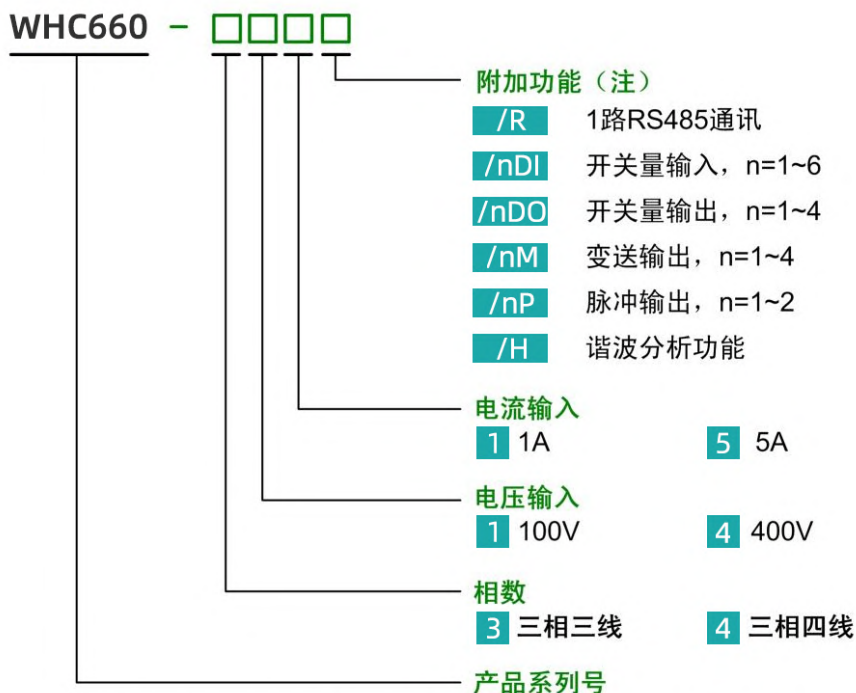 WHC660 - □□□□
附加功能（注）
/R 1路RS485通讯
/nDI 开关量输入，n=1~6
/nDO 开关量输出，n=1~4
/nM 变送输出，n=1~4
/nP 脉冲输出，n=1~2
/H 谐波分析功能
电流输入
1 1A 5 5A
电压输入
1 100V 4 400V
相数
3 三相三线 4 三相四线
产品系列号